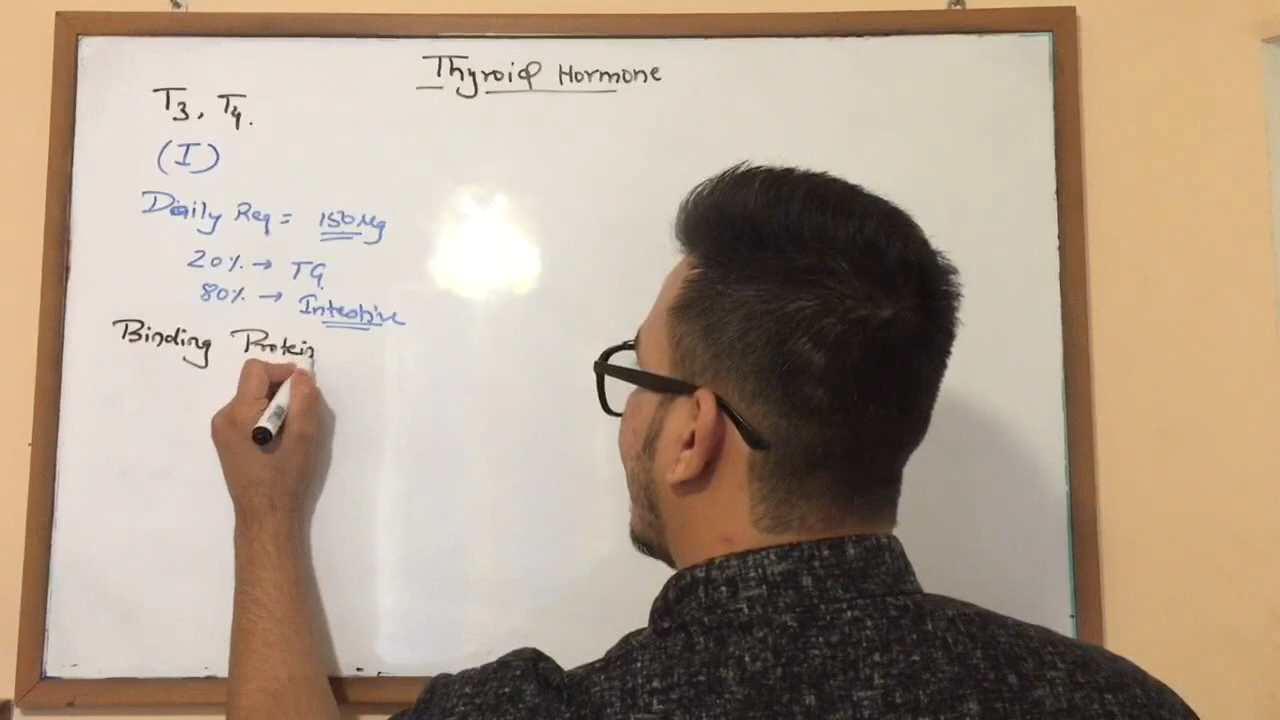 Thyroid Hormone
T3, T4.
(I)
Daily Req = 150 µg
20% → TG
80% → Intestine
Binding Protein